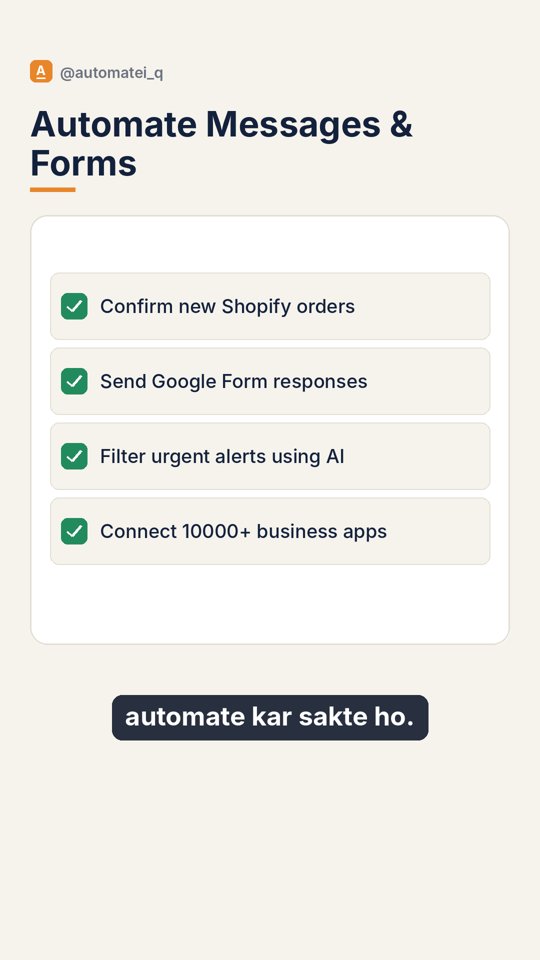 A
@automatei_q
Automate Messages &
Forms
Confirm new Shopify orders
Send Google Form responses
Filter urgent alerts using AI
Connect 10000+ business apps
automate kar sakte ho.